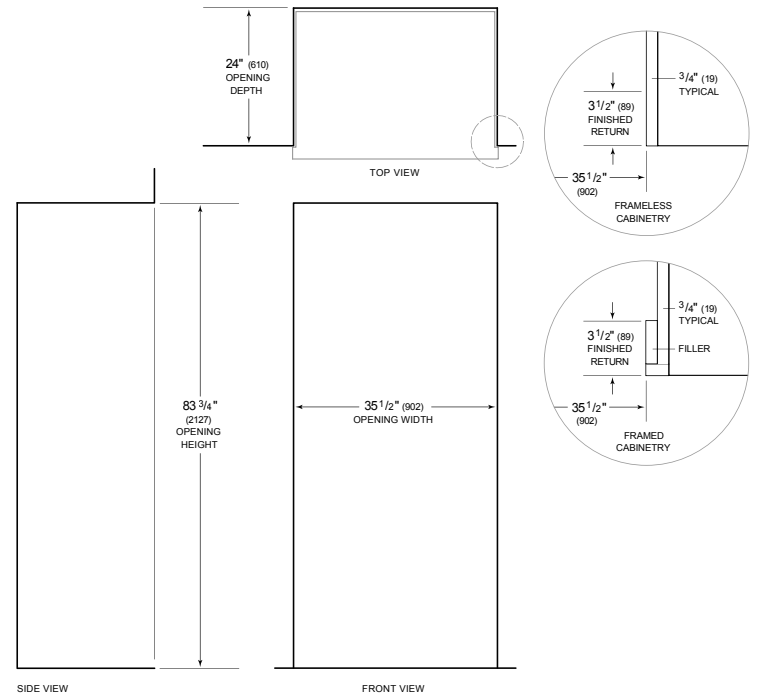 24" (610)
OPENING
DEPTH
TOP VIEW
3/4" (19)
TYPICAL
3 1/2" (89)
FINISHED
RETURN
35 1/2"
(902)
FRAMELESS
CABINETRY
3/4" (19)
TYPICAL
3 1/2" (89)
FINISHED
RETURN
FILLER
35 1/2"
(902)
FRAMED
CABINETRY
83 3/4"
(2127)
OPENING
HEIGHT
35 1/2" (902)
OPENING WIDTH
SIDE VIEW
FRONT VIEW